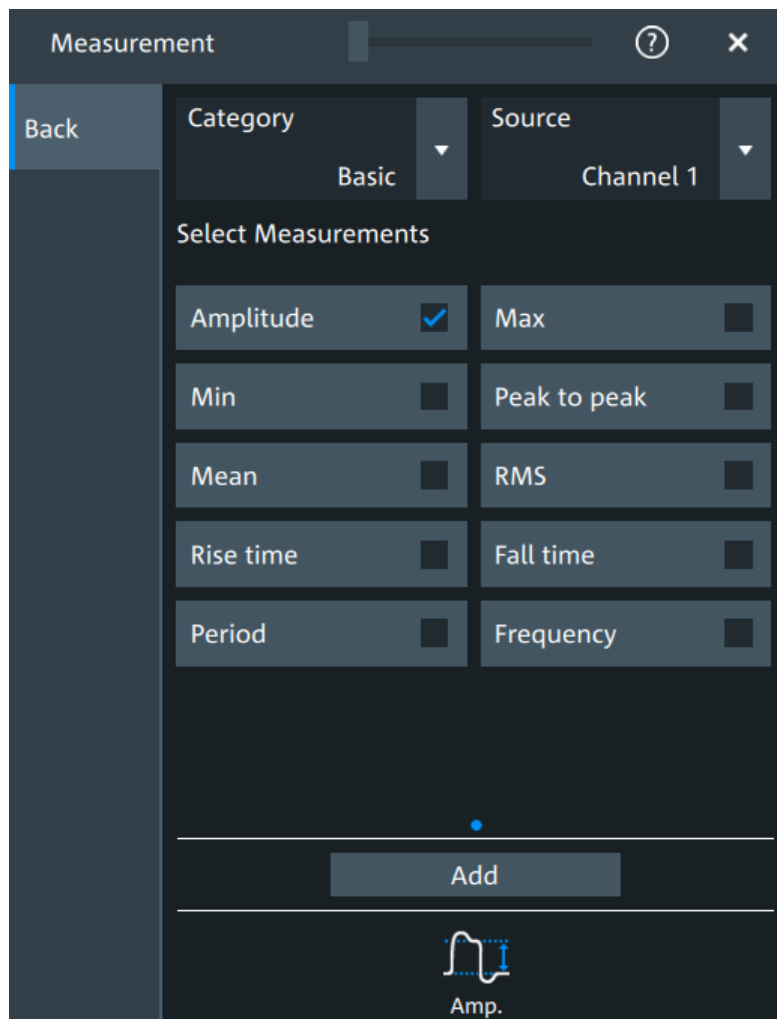 Measurement ?
Back
Category
Basic
Source
Channel 1
Select Measurements
Amplitude
Max
Min
Peak to peak
Mean
RMS
Rise time
Fall time
Period
Frequency
Add
Amp.